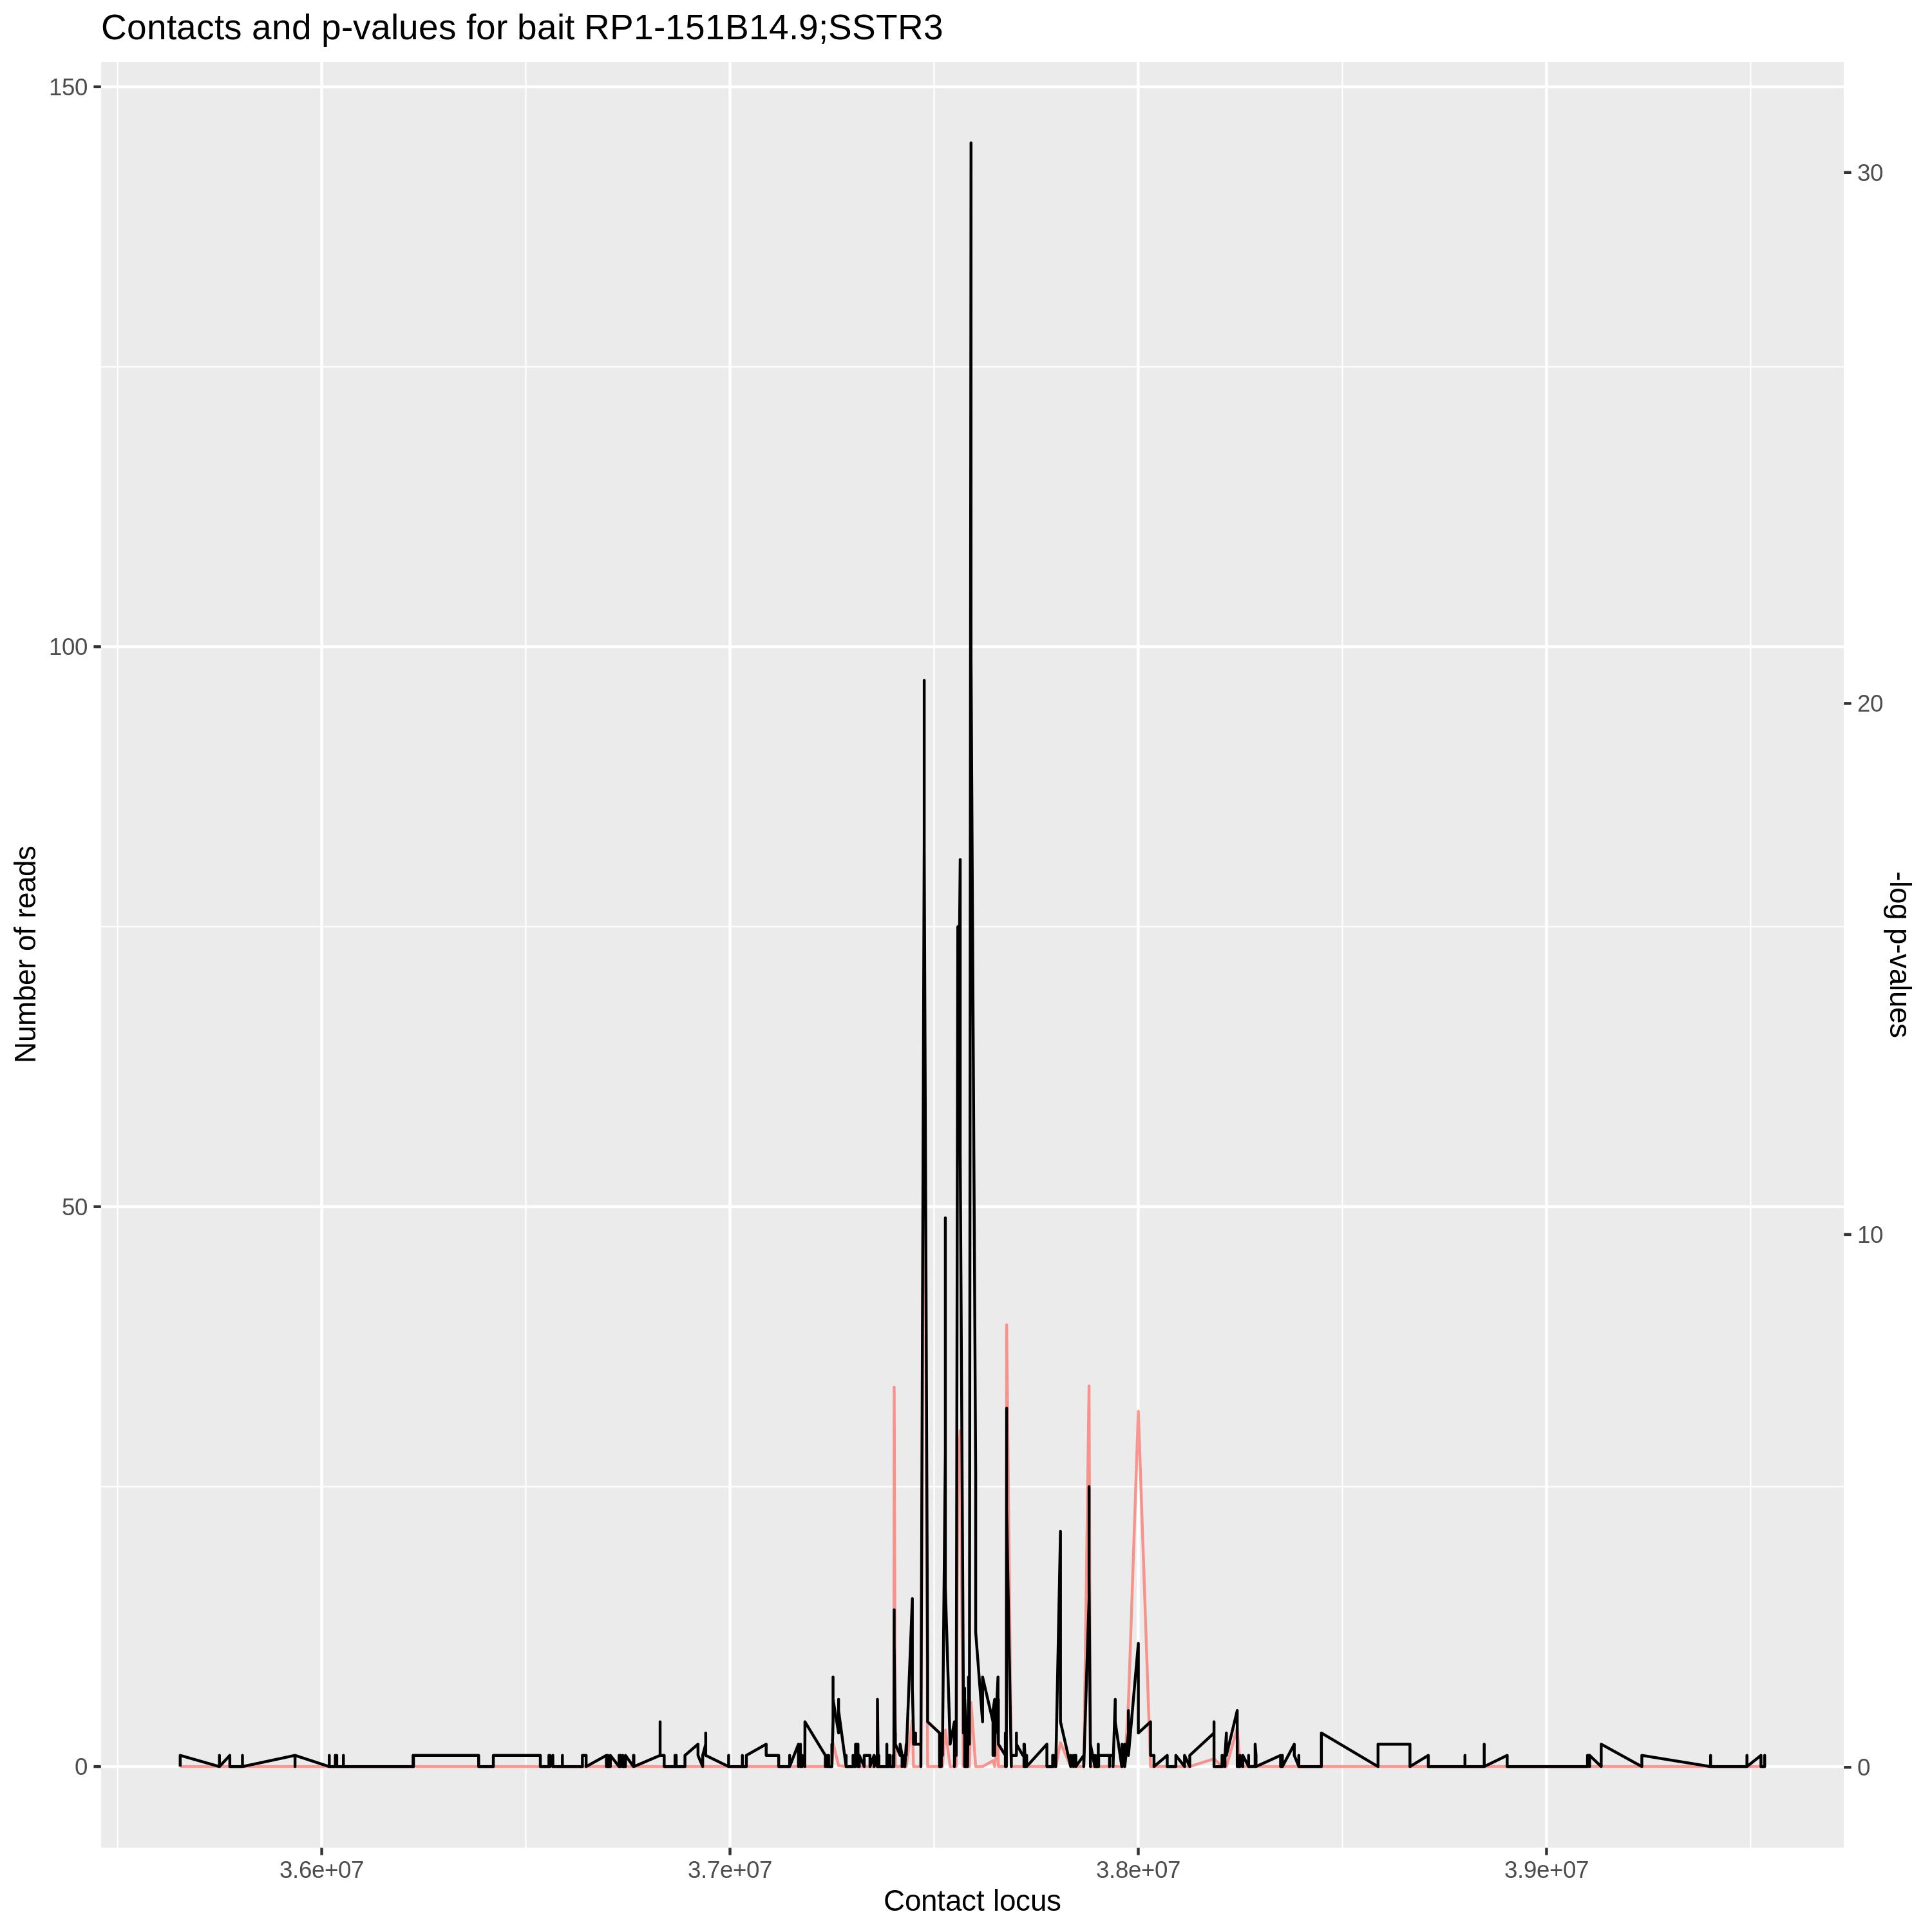 Contacts and p-values for bait RP1-151B14.9;SSTR3
150
100
50
0
Number of reads
30
20
10
0
-log p-values
3.6e+07 3.7e+07 3.8e+07 3.9e+07
Contact locus